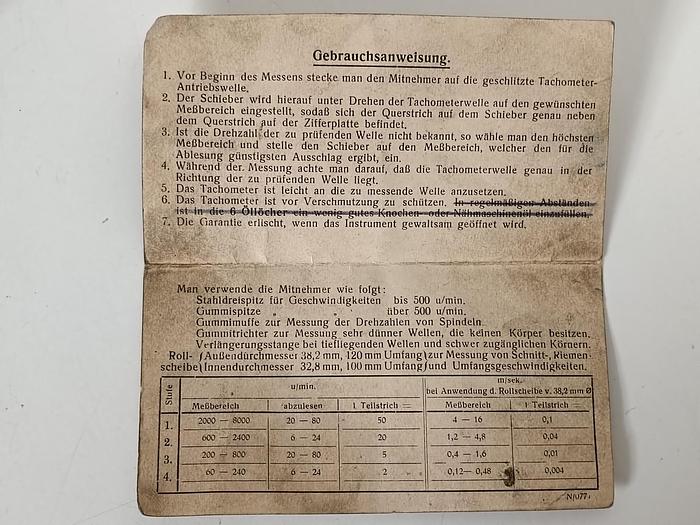 Gebrauchsanweisung.
1. Vor Beginn des Messens stecke man den Mitnehmer auf die geschlitzte Tachometer-
Antriebswelle.
2. Der Schieber wird hierauf unter Drehen der Tachometerwelle auf den gewünschten
Meßbereich eingestellt, sodaß sich der Querstrich auf dem Schieber genau neben
dem Querstrich auf der Zifferplatte befindet.
3. Ist die Drehzahl der zu prüfenden Welle nicht bekannt, so wähle man den höchsten
Meßbereich und stelle den Schieber auf den Meßbereich, welcher den für die
Ablesung günstigsten Ausschlag ergibt, ein.
4. Während der Messung achte man darauf, daß die Tachometerwelle genau in der
Richtung der zu prüfenden Welle liegt.
5. Das Tachometer ist leicht an die zu messende Welle anzusetzen.
6. Das Tachometer ist vor Verschmutzung zu schützen. In regelmäßigen Abständen
ist in die 6 Öllöcher ein wenig gutes Knochen- oder Nähmaschinenöl einzufüllen.
7. Die Garantie erlischt, wenn das Instrument gewaltsam geöffnet wird.
Man verwende die Mitnehmer wie folgt:
Stahldreispitz für Geschwindigkeiten bis 500 u/min.
Gummispitze „ „ über 500 u/min.
Gummimuffe zur Messung der Drehzahlen von Spindeln.
Gummitrichter zur Messung sehr dünner Wellen, die keinen Körper besitzen.
Verlängerungsstange bei tiefliegenden Wellen und schwer zugänglichen Körnern.
Roll- { Außendurchmesser 38,2 mm, 120 mm Umfang } zur Messung von Schnitt-, Riemen-
scheibe { Innendurchmesser 32,8 mm, 100 mm Umfang } und Umfangsgeschwindigkeiten.
Stufe u/min. m/sek.
bei Anwendung d. Rollscheibe v. 38,2 mm Ø
Meßbereich abzulesen 1 Teilstrich = Meßbereich 1 Teilstrich =
1. 2000 — 8000 20 — 80 50 4 — 16 0,1
2. 600 — 2400 6 — 24 20 1,2 — 4,8 0,04
3. 200 — 800 20 — 80 5 0,4 — 1,6 0,01
4. 60 — 240 6 — 24 2 0,12 — 0,48 0,004